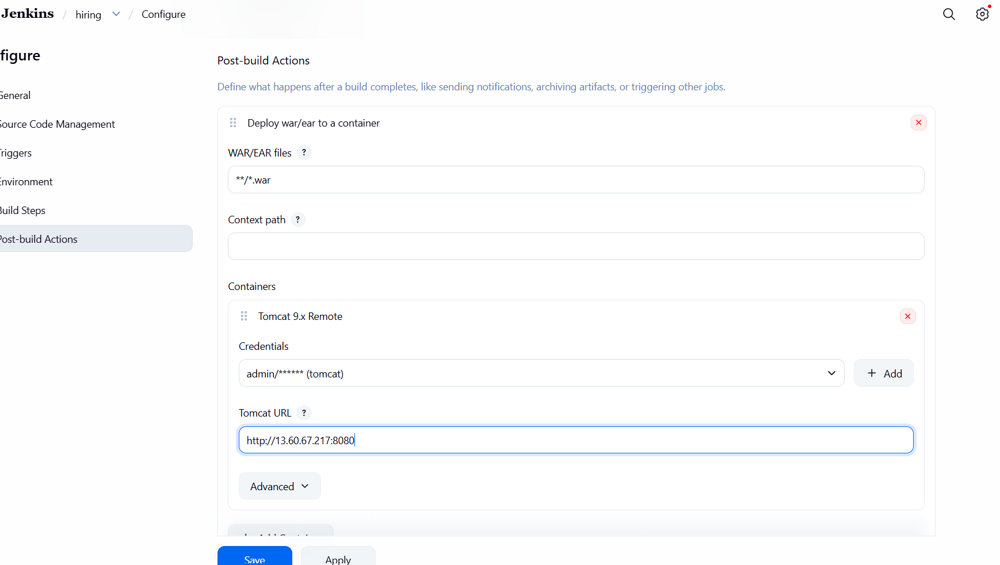 Jenkins / hiring / Configure
figure
General
Source Code Management
Triggers
Environment
Build Steps
Post-build Actions
Post-build Actions
Define what happens after a build completes, like sending notifications, archiving artifacts, or triggering other jobs.
Deploy war/ear to a container
WAR/EAR files ?
**/*.war
Context path ?
Containers
Tomcat 9.x Remote
Credentials
admin/****** (tomcat)
+ Add
Tomcat URL ?
http://13.60.67.217:8080
Advanced
Save
Apply